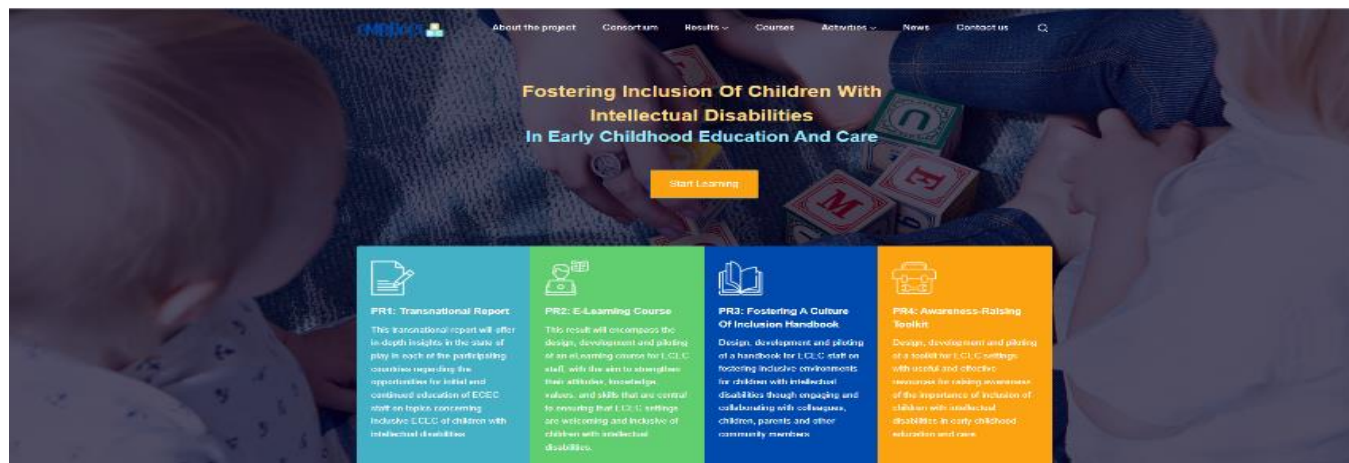 About the project Consortium Results Courses Activities News Contact us
Fostering Inclusion Of Children With
Intellectual Disabilities
In Early Childhood Education And Care
Start Learning
PR1: Transnational Report
This transnational report will offer
in-depth insights in the state of
play in each of the participating
countries regarding the
opportunities for initial and
continued education of ECEC
staff on topics concerning
inclusive ECEC of children with
intellectual disabilities
PR2: E-Learning Course
This result will encompass the
design, development and piloting
of an eLearning course for ECEC
staff, with the aim to strengthen
their attitudes, knowledge,
values, and skills that are central
to ensuring that ECEC settings
are welcoming and inclusive of
children with intellectual
disabilities.
PR3: Fostering A Culture
Of Inclusion Handbook
Design, development and piloting
of a handbook for ECEC staff on
fostering inclusive environments
for children with intellectual
disabilities though engaging and
collaborating with colleagues,
children, parents and other
community members
PR4: Awareness-Raising
Toolkit
Design, development and piloting
of a toolkit for ECEC settings
with useful and effective
resources for raising awareness
of the importance of inclusion of
children with intellectual
disabilities in early childhood
education and care
M
E
U